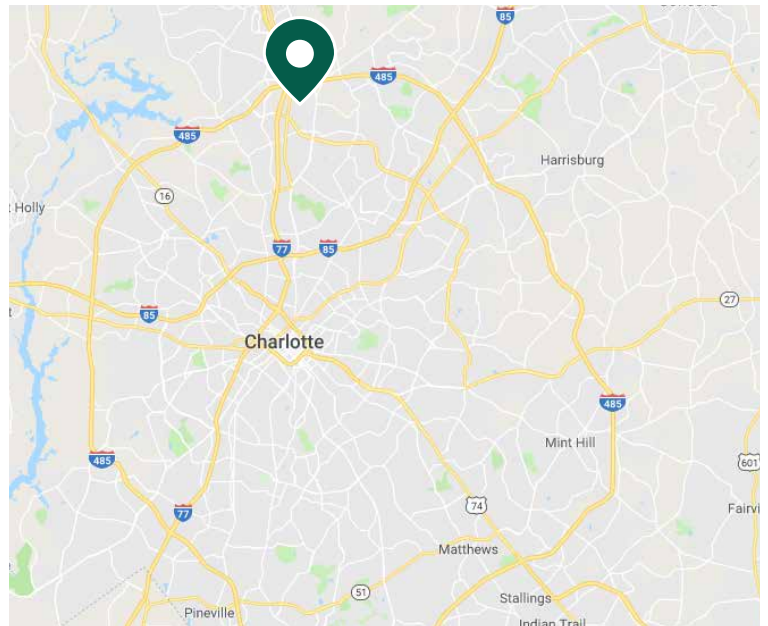 85
485
485
Harrisburg
16
Holly
77
85
27
85
Charlotte
485
Mint Hill
485
601
74
77
Matthews
51
Stallings
Pineville
Indian Trail